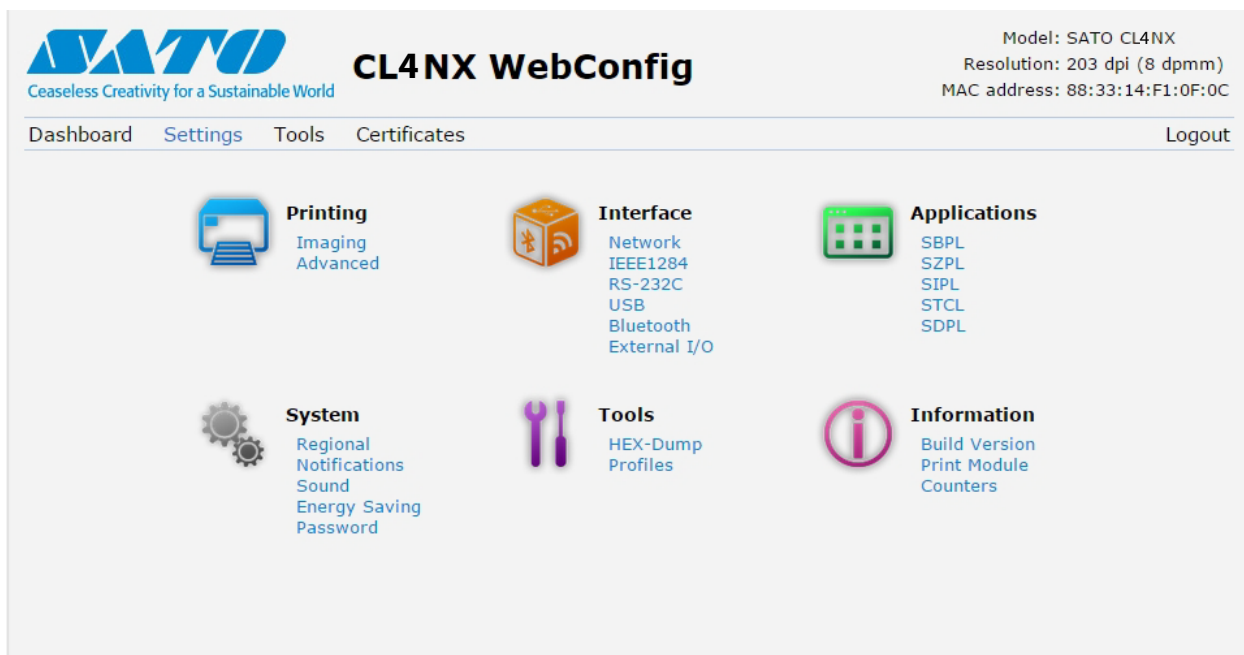 SATO
Ceaseless Creativity for a Sustainable World
CL4NX WebConfig
Model: SATO CL4NX
Resolution: 203 dpi (8 dpmm)
MAC address: 88:33:14:F1:0F:0C
Dashboard Settings Tools Certificates Logout
Printing
Imaging
Advanced
Interface
Network
IEEE1284
RS-232C
USB
Bluetooth
External I/O
Applications
SBPL
SZPL
SIPL
STCL
SDPL
System
Regional
Notifications
Sound
Energy Saving
Password
Tools
HEX-Dump
Profiles
Information
Build Version
Print Module
Counters